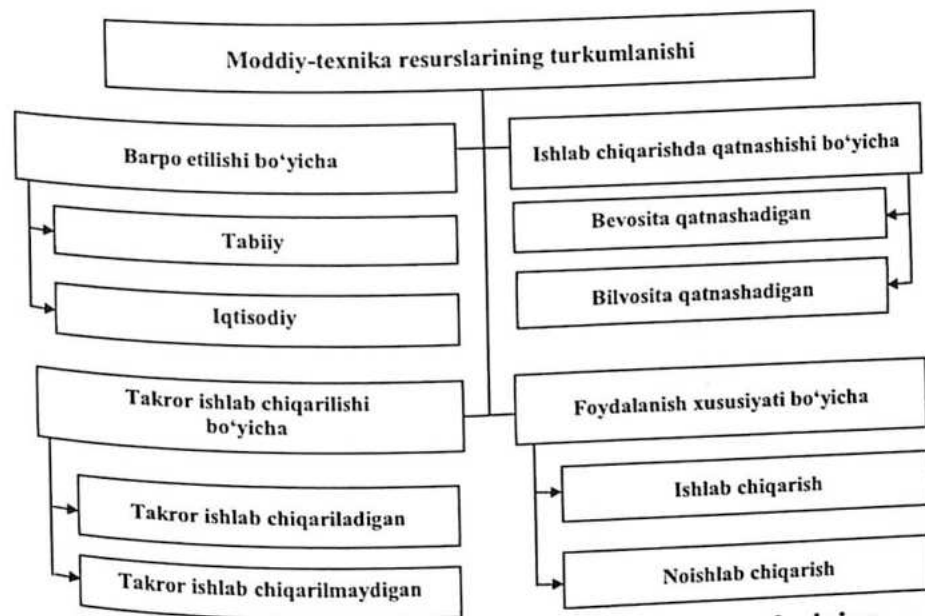 Moddiy-texnika resurslarining turkumlanishi
Barpo etilishi bo‘yicha
Tabiiy
Iqtisodiy
Ishlab chiqarishda qatnashishi bo‘yicha
Bevosita qatnashadigan
Bilvosita qatnashadigan
Takror ishlab chiqarilishi
bo‘yicha
Takror ishlab chiqariladigan
Takror ishlab chiqarilmaydigan
Foydalanish xususiyati bo‘yicha
Ishlab chiqarish
Noishlab chiqarish